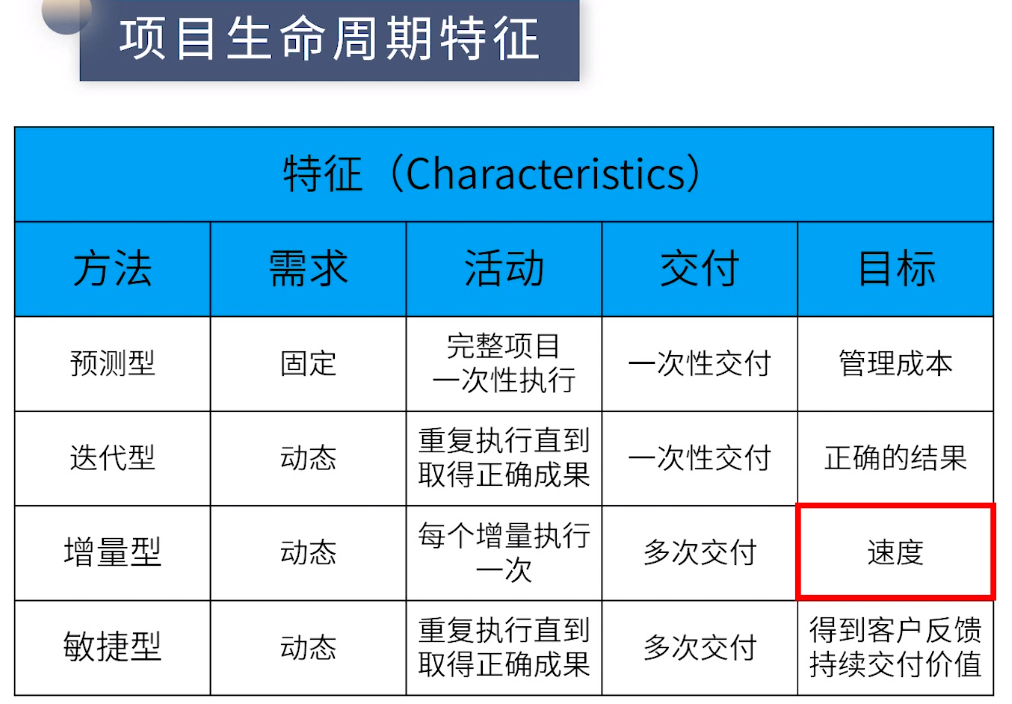 项目生命周期特征
特征（Characteristics）
方法 需求 活动 交付 目标
预测型 固定 完整项目 一次性交付 管理成本
一次性执行
迭代型 动态 重复执行直到 一次性交付 正确的结果
取得正确成果
增量型 动态 每个增量执行 多次交付 速度
一次
敏捷型 动态 重复执行直到 多次交付 得到客户反馈
取得正确成果 持续交付价值